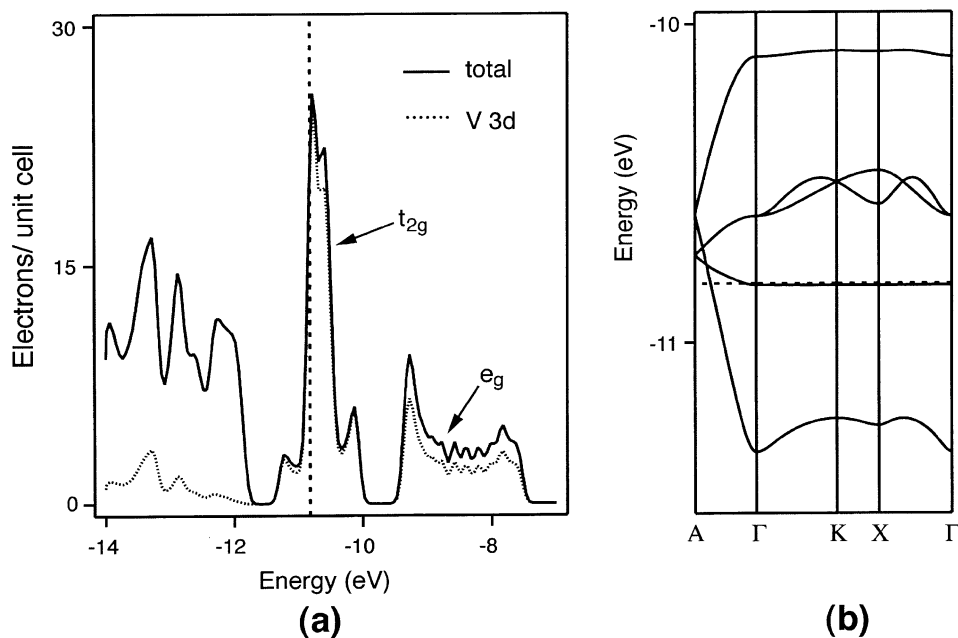 30
15
0
Electrons/ unit cell
total
V 3d
t2g
eg
-14
-12
-10
-8
Energy (eV)
(a)
-10
-11
Energy (eV)
A
Γ
K
X
Γ
(b)